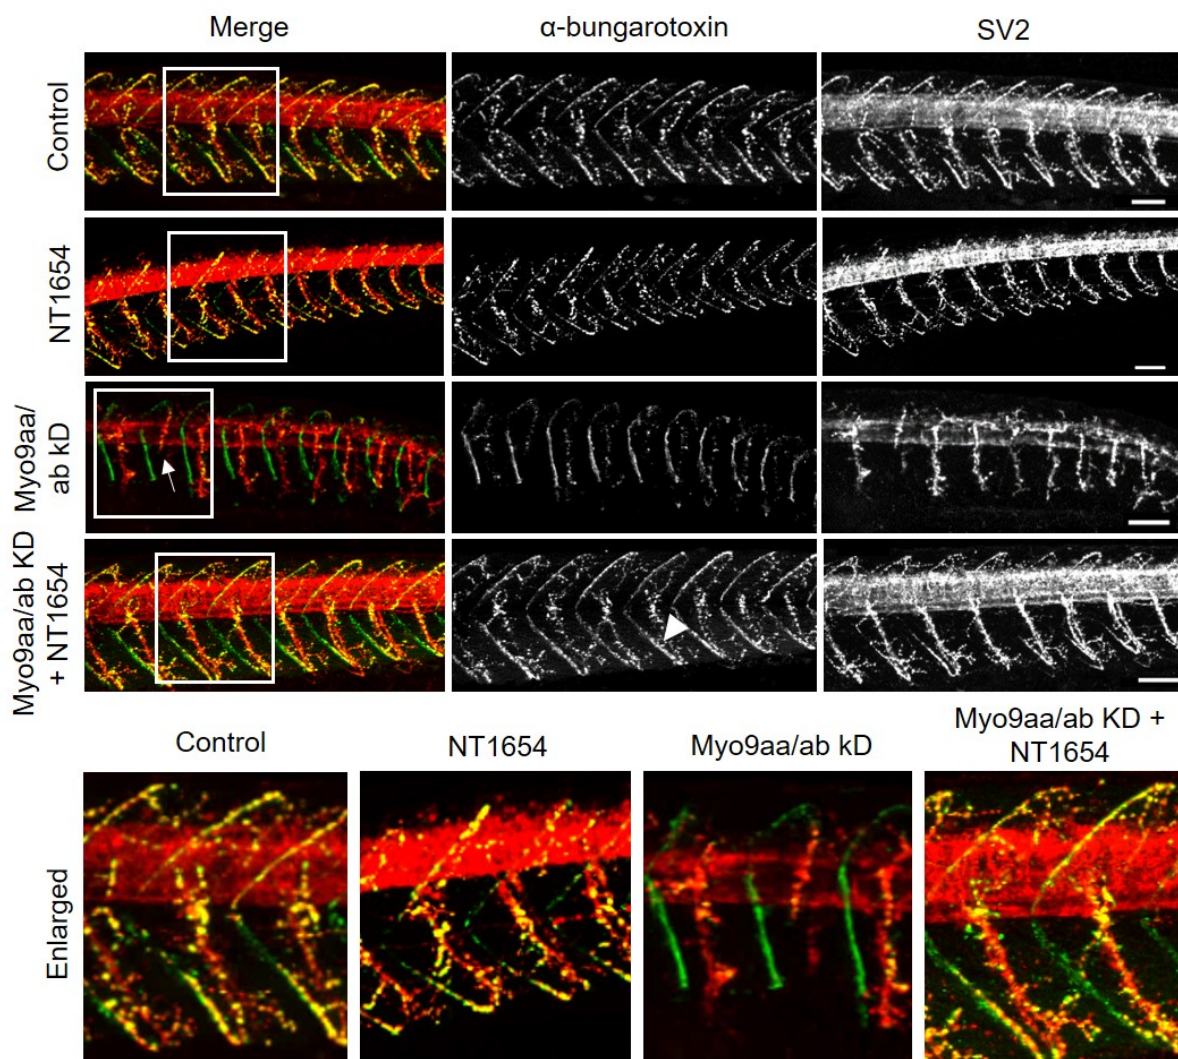 Merge
α-bungarotoxin
SV2
Control
NT1654
Myo9aa/
ab kD
Myo9aa/ab KD
+ NT1654
Control
NT1654
Myo9aa/ab kD
Myo9aa/ab KD +
NT1654
Enlarged